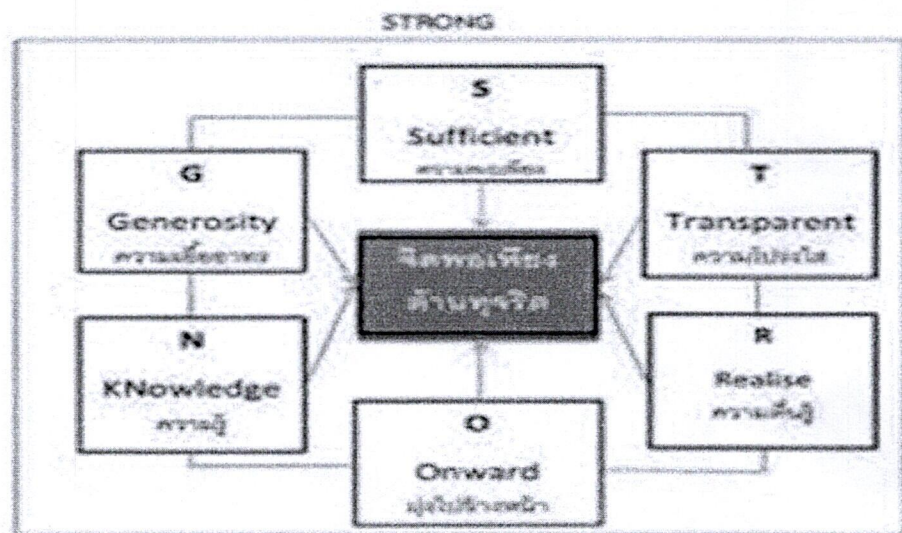 STRONG
S
Sufficient
ความพอเพียง
T
Transparent
ความโปร่งใส
R
Realise
ความตื่นรู้
O
Onward
มุ่งไปข้างหน้า
N
KNowledge
ความรู้
G
Generosity
ความเอื้ออาทร
จิตพอเพียง
ต้านทุจริต